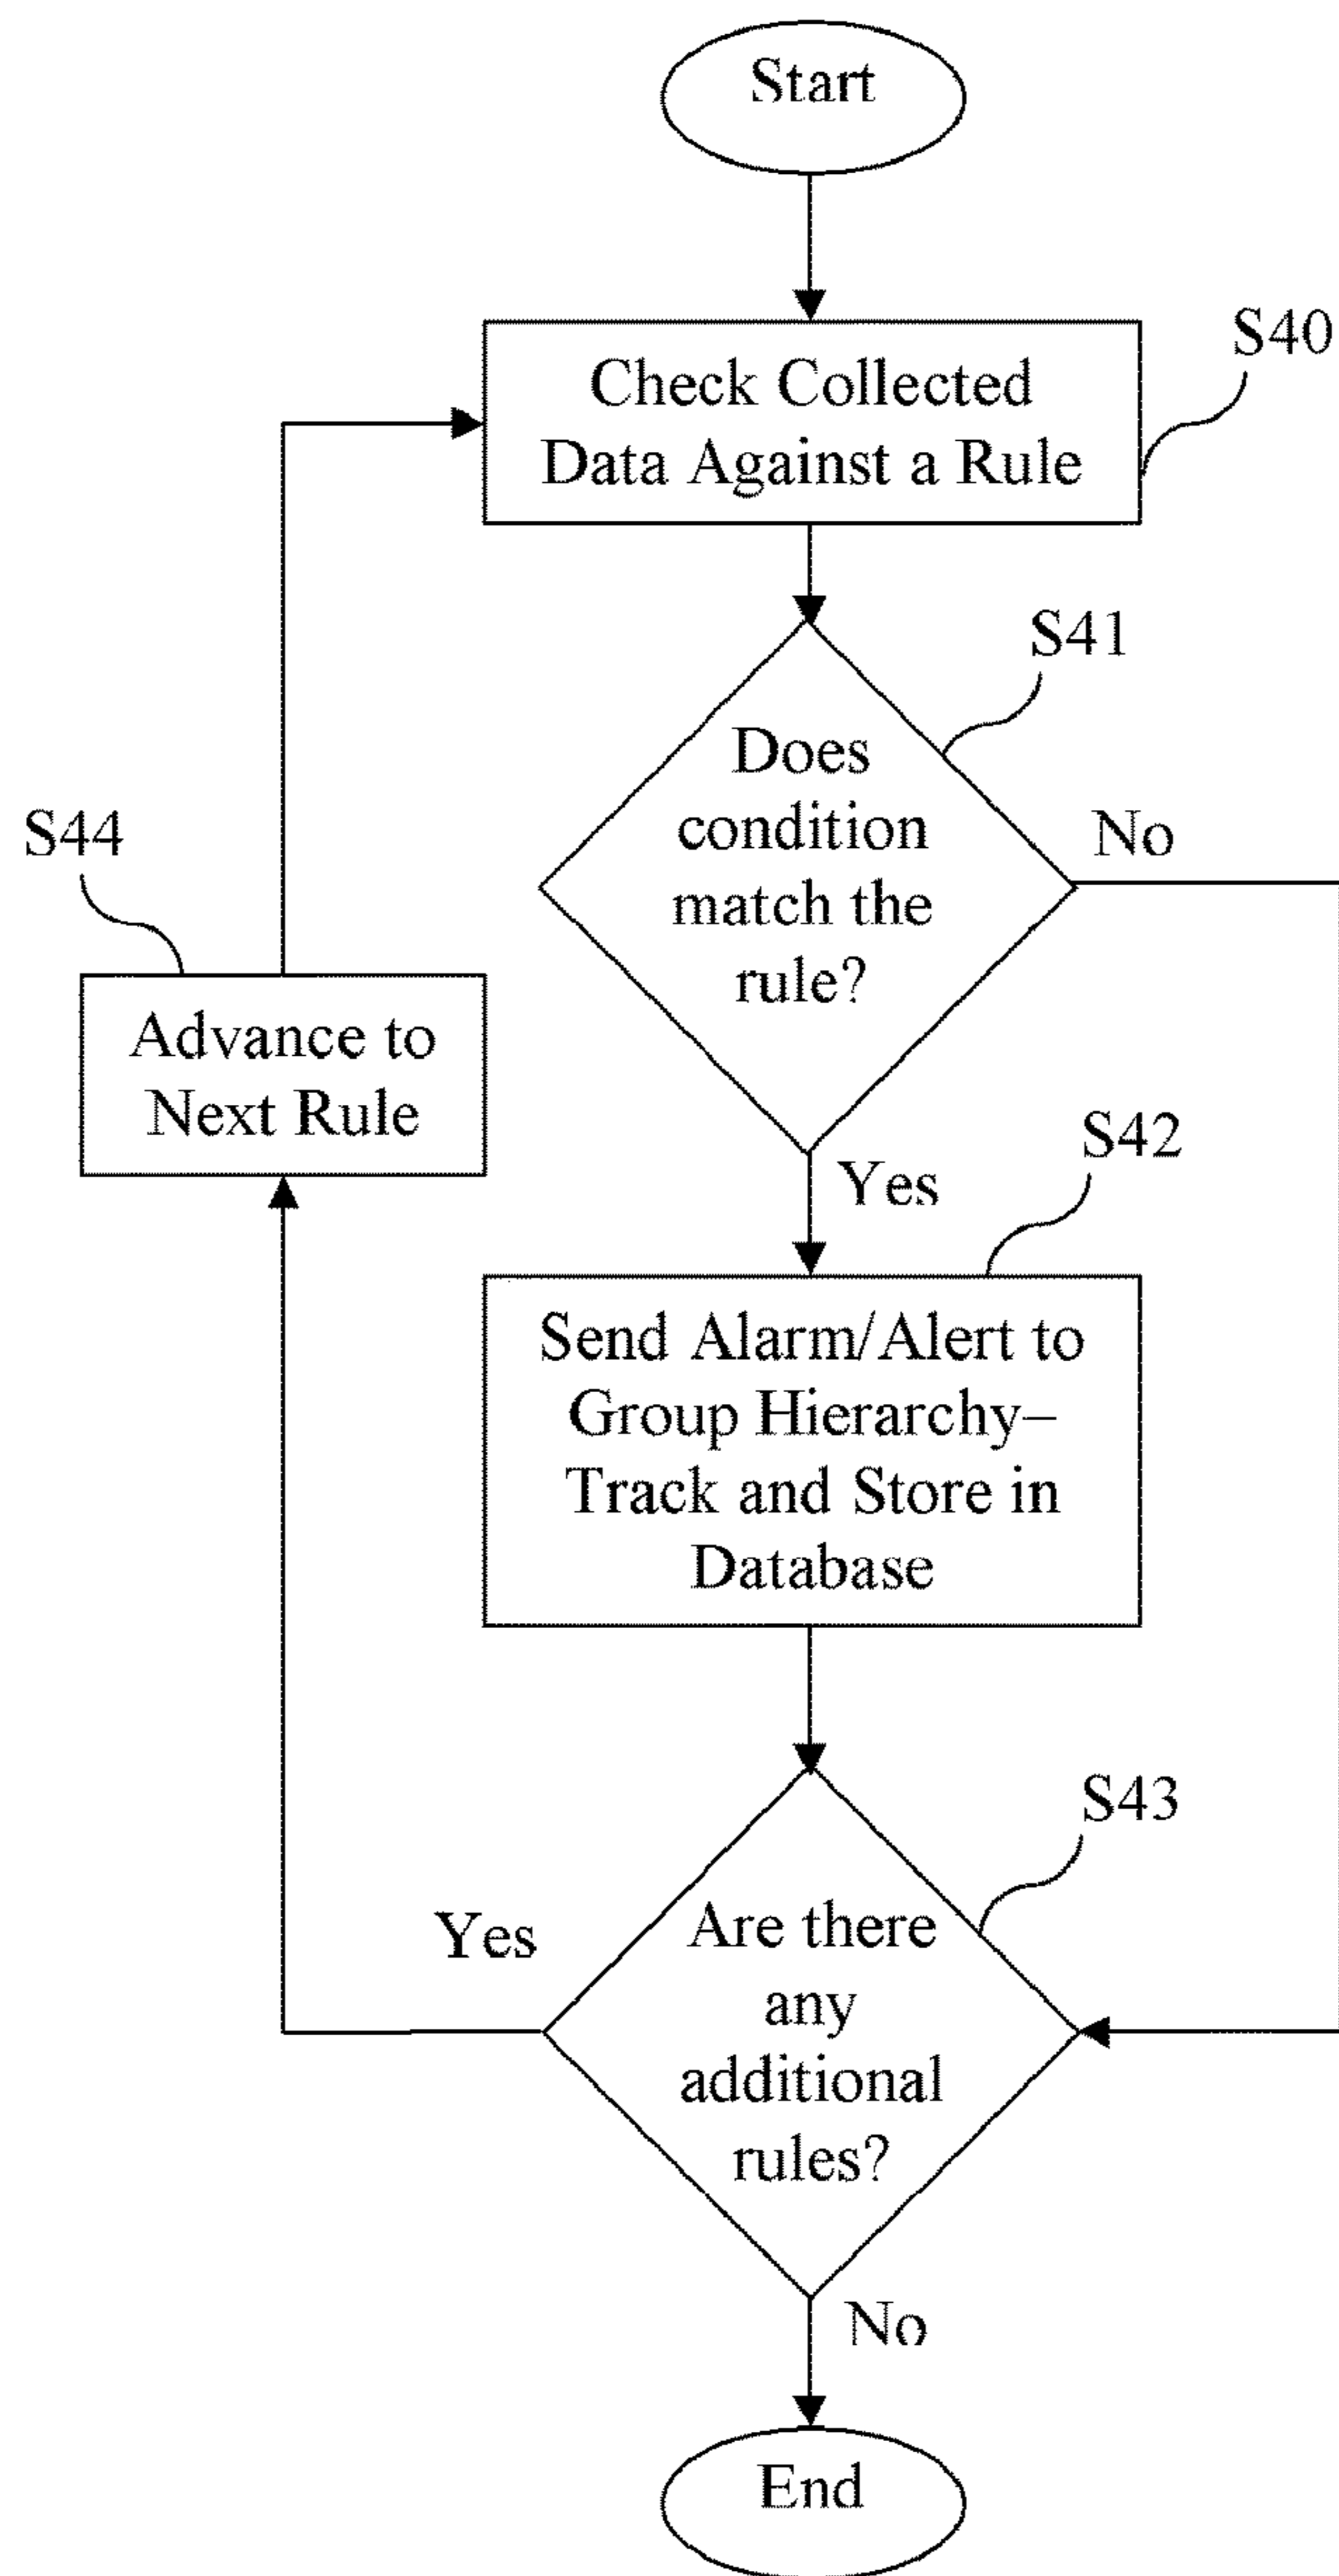 Start
Check Collected
Data Against a Rule
S40
Does
condition
match the
rule?
S41
No
Yes
S44
Advance to
Next Rule
S42
Send Alarm/Alert to
Group Hierarchy–
Track and Store in
Database
S43
Are there
any
additional
rules?
Yes
No
End